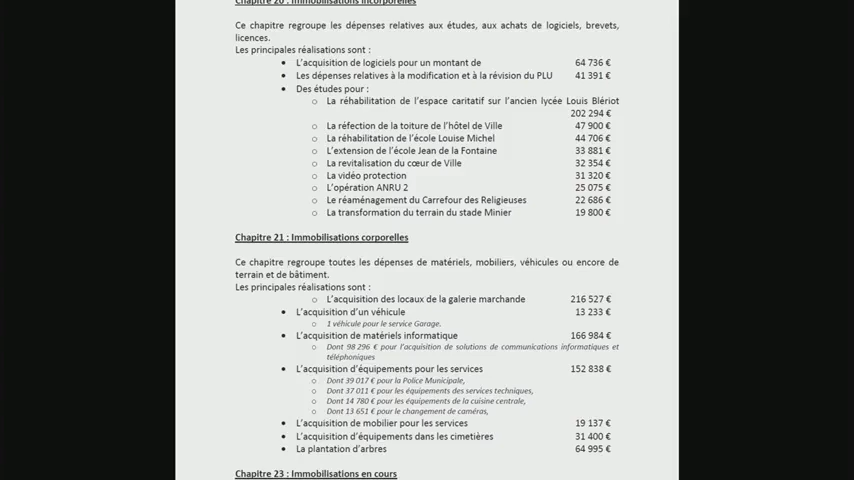 Chapitre 20 : Immobilisations incorporelles
Ce chapitre regroupe les dépenses relatives aux études, aux achats de logiciels, brevets,
licences.
Les principales réalisations sont :
• L'acquisition de logiciels pour un montant de 64 736 €
• Les dépenses relatives à la modification et à la révision du PLU 41 391 €
• Des études pour :
o La réhabilitation de l'espace caritatif sur l'ancien lycée Louis Blériot
202 294 €
o La réfection de la toiture de l'hôtel de Ville 47 900 €
o La réhabilitation de l'école Louise Michel 44 706 €
o L'extension de l'école Jean de la Fontaine 33 881 €
o La revitalisation du cœur de Ville 32 354 €
o La vidéo protection 31 320 €
o L'opération ANRU 2 25 075 €
o Le réaménagement du Carrefour des Religieuses 22 686 €
o La transformation du terrain du stade Minier 19 800 €
Chapitre 21 : Immobilisations corporelles
Ce chapitre regroupe toutes les dépenses de matériels, mobiliers, véhicules ou encore de
terrain et de bâtiment.
Les principales réalisations sont :
o L'acquisition des locaux de la galerie marchande 216 527 €
• L'acquisition d'un véhicule 13 233 €
o 1 véhicule pour le service Garage.
• L'acquisition de matériels informatique 166 984 €
o Dont 98 296 € pour l'acquisition de solutions de communications informatiques et
téléphoniques
• L'acquisition d'équipements pour les services 152 838 €
o Dont 39 017 € pour la Police Municipale,
o Dont 37 011 € pour les équipements des services techniques,
o Dont 14 780 € pour les équipements de la cuisine centrale,
o Dont 13 651 € pour le changement de caméras,
• L'acquisition de mobilier pour les services 19 137 €
• L'acquisition d'équipements dans les cimetières 31 400 €
• La plantation d'arbres 64 995 €
Chapitre 23 : Immobilisations en cours